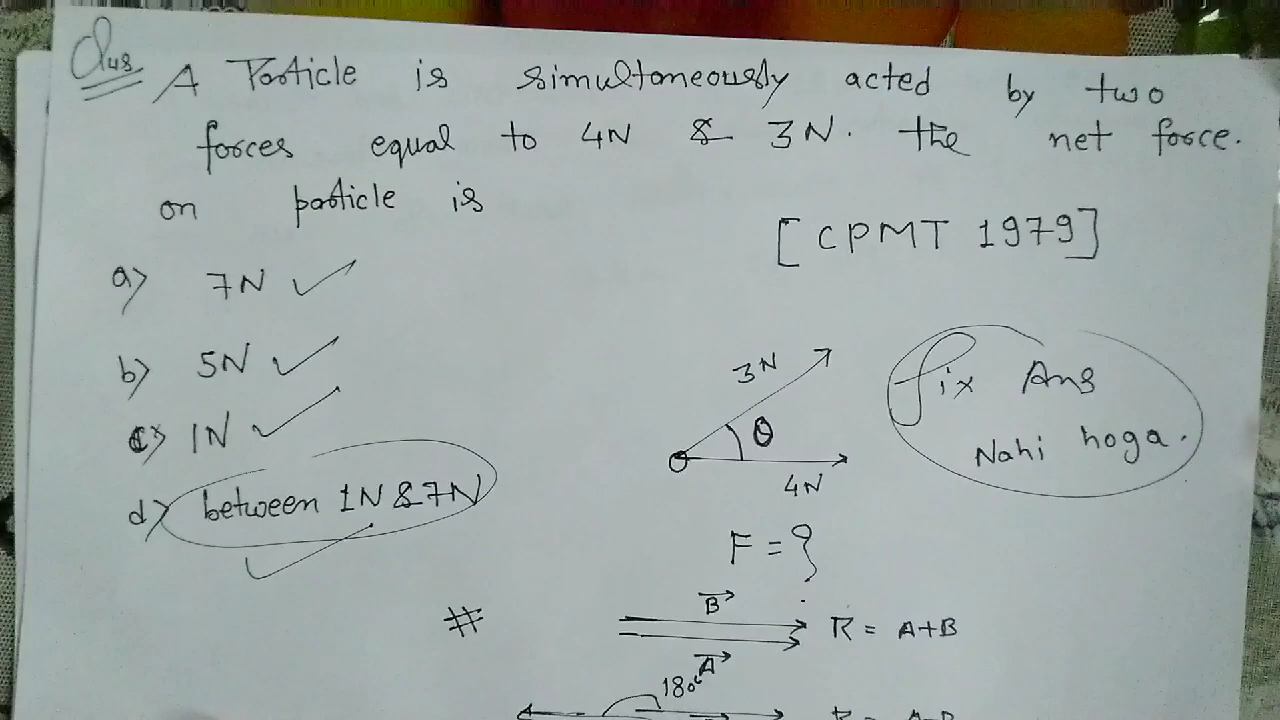 Qus.
A Particle is simultaneously acted by two
forces equal to 4N & 3N. the net force.
on particle is
[CPMT 1979]
a) 7N ✓
b) 5N ✓
c) 1N ✓
d) between 1N & 7N ✓
3N
θ
4N
F = ?
fix Ans
Nahi hoga.
#
B
A
R = A+B
180°
R = A-B